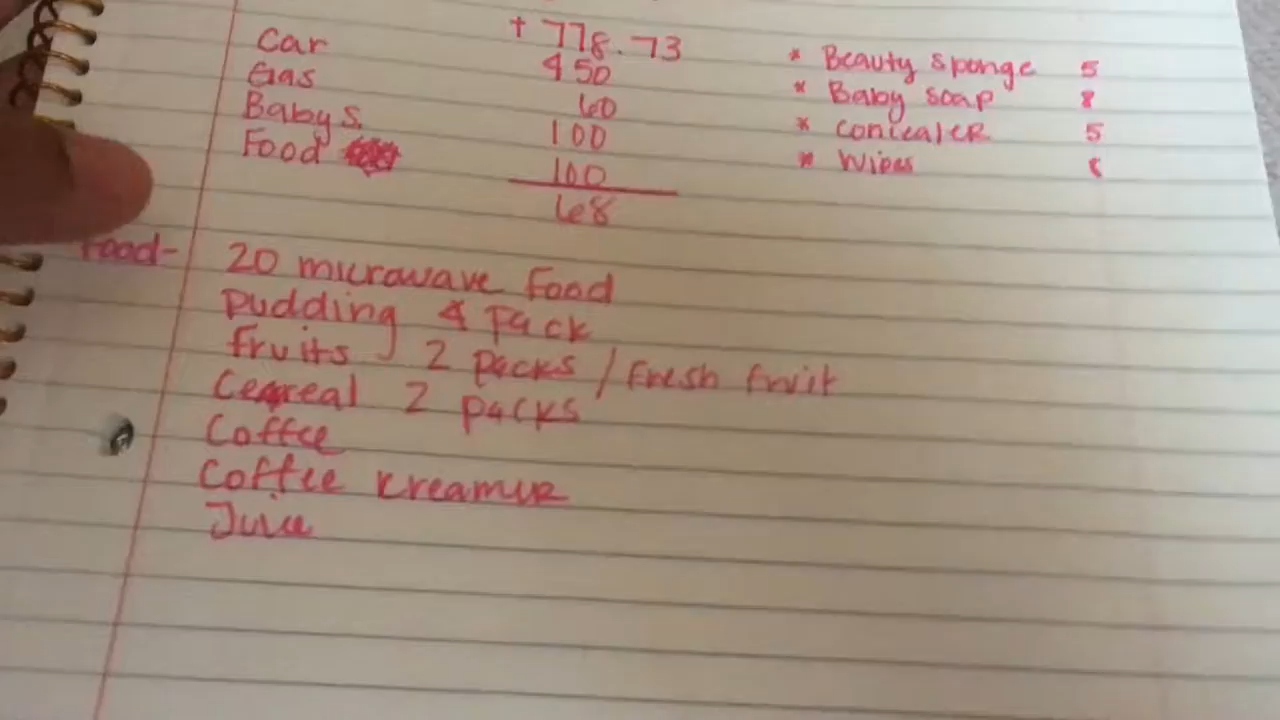 + 778.73
Car 450
Gas 60
Babys. 100
Food 100
68
* Beauty sponge 5
* Baby soap 8
* concealer 5
* Wipes 8
Food- 20 microwave food
pudding 4 pack
fruits 2 packs / Fresh fruit
Cereal 2 packs
Coffee
Coffee kreamer
Juice